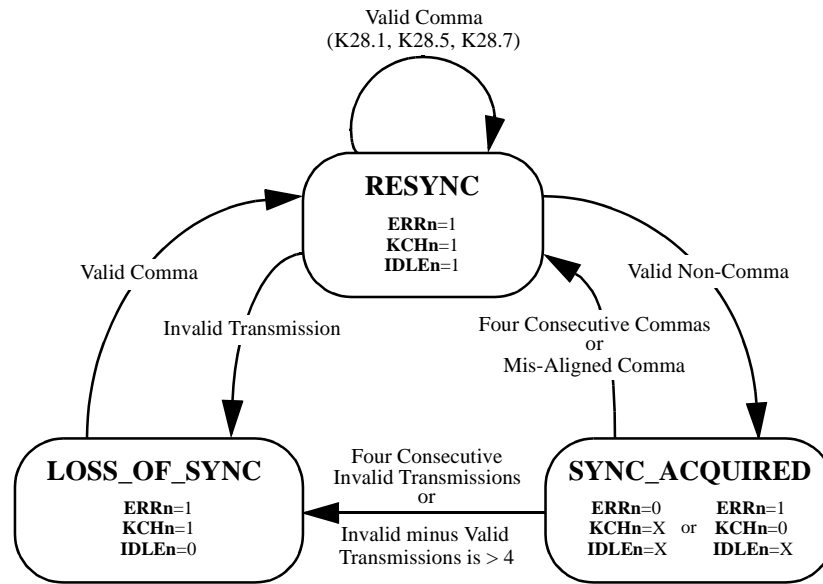 Valid Comma
(K28.1, K28.5, K28.7)
RESYNC
ERRn=1
KCHn=1
IDLEn=1
Valid Comma
Valid Non-Comma
Invalid Transmission
Four Consecutive Commas
or
Mis-Aligned Comma
LOSS_OF_SYNC
ERRn=1
KCHn=1
IDLEn=0
Four Consecutive
Invalid Transmissions
or
Invalid minus Valid
Transmissions is > 4
SYNC_ACQUIRED
ERRn=0 ERRn=1
KCHn=X or KCHn=0
IDLEn=X IDLEn=X